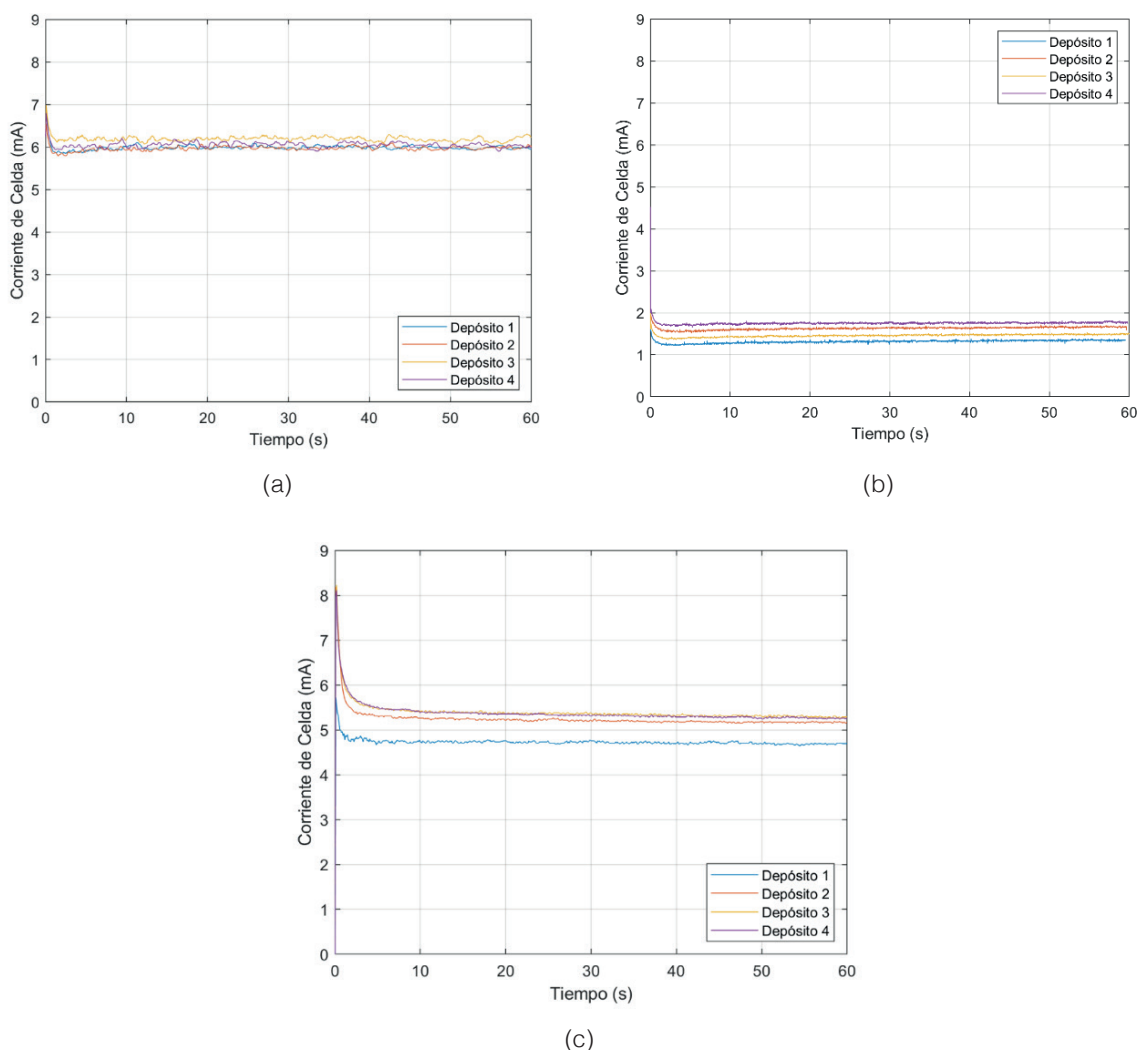 9
8
7
6
5
4
3
2
1
0
Corriente de Celda (mA)
Depósito 1
Depósito 2
Depósito 3
Depósito 4
0 10 20 30 40 50 60
Tiempo (s)
(a)
9
8
7
6
5
4
3
2
1
0
Corriente de Celda (mA)
Depósito 1
Depósito 2
Depósito 3
Depósito 4
0 10 20 30 40 50 60
Tiempo (s)
(b)
9
8
7
6
5
4
3
2
1
0
Corriente de Celda (mA)
Depósito 1
Depósito 2
Depósito 3
Depósito 4
0 10 20 30 40 50 60
Tiempo (s)
(c)